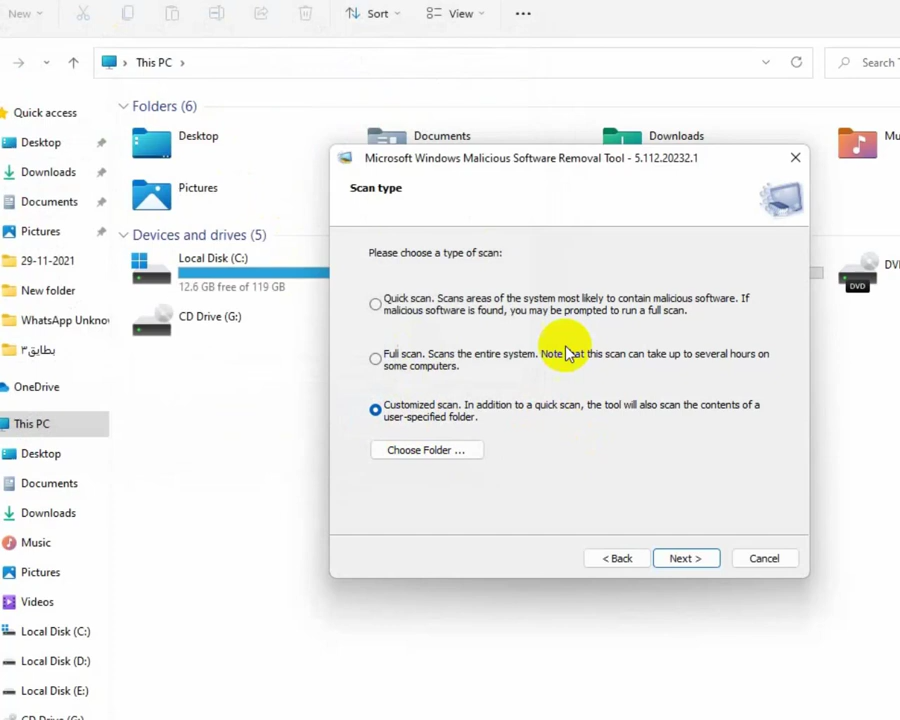 New
Sort
View
This PC
Search
Quick access
Desktop
Downloads
Documents
Pictures
29-11-2021
New folder
WhatsApp Unkno
بطايق٣
OneDrive
This PC
Desktop
Documents
Downloads
Music
Pictures
Videos
Local Disk (C:)
Local Disk (D:)
Local Disk (E:)
CD Drive (G:)
Folders (6)
Desktop
Documents
Downloads
Mu
Pictures
Devices and drives (5)
Local Disk (C:)
12.6 GB free of 119 GB
DVD
DV
CD Drive (G:)
Microsoft Windows Malicious Software Removal Tool - 5.112.20232.1
Scan type
Please choose a type of scan:
Quick scan. Scans areas of the system most likely to contain malicious software. If
malicious software is found, you may be prompted to run a full scan.
Full scan. Scans the entire system. Note that this scan can take up to several hours on
some computers.
Customized scan. In addition to a quick scan, the tool will also scan the contents of a
user-specified folder.
Choose Folder ...
< Back
Next >
Cancel